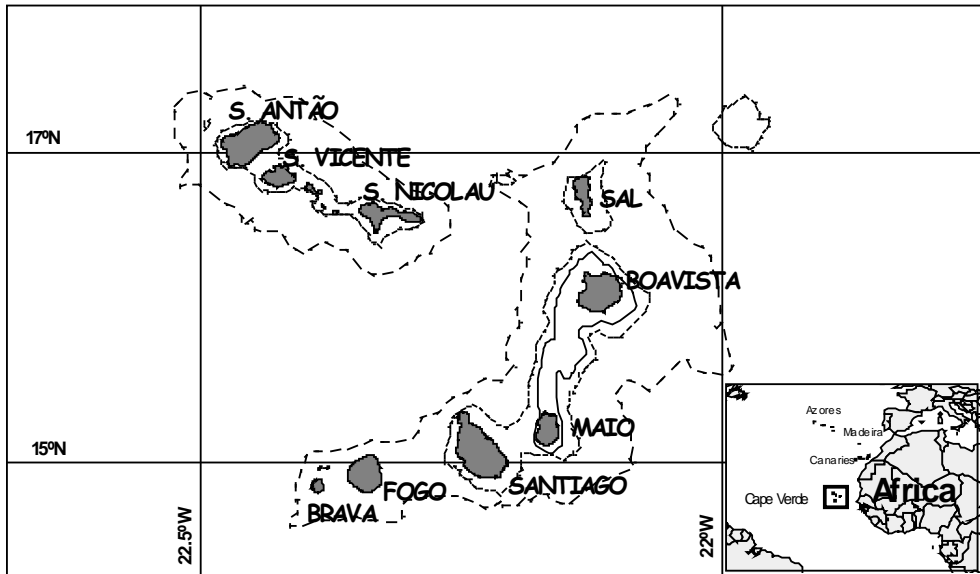 S. ANTÃO
17ºN
S. VICENTE
S. NICOLAU
SAL
BOAVISTA
MAIO
15ºN
SANTIAGO
FOGO
BRAVA
22.5ºW
22ºW
Azores
Madeira
Canaries
Cape Verde
Africa